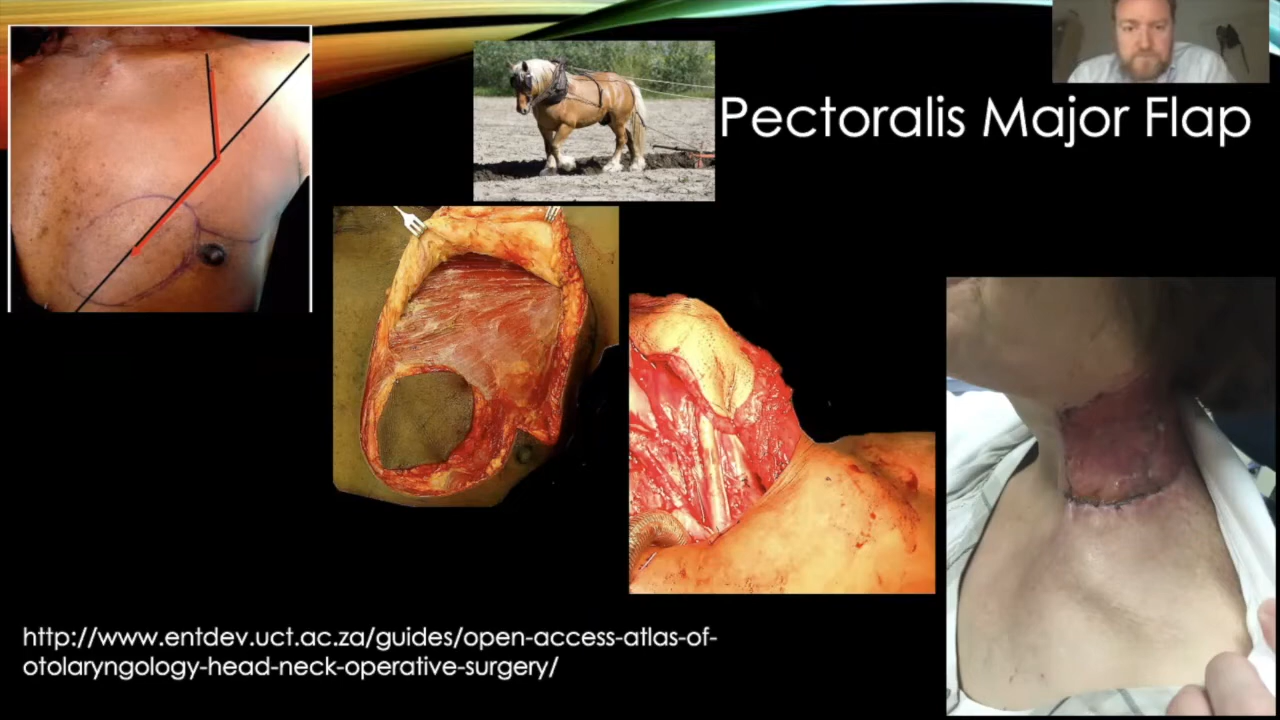 Pectoralis Major Flap
http://www.entdev.uct.ac.za/guides/open-access-atlas-of-
otolaryngology-head-neck-operative-surgery/